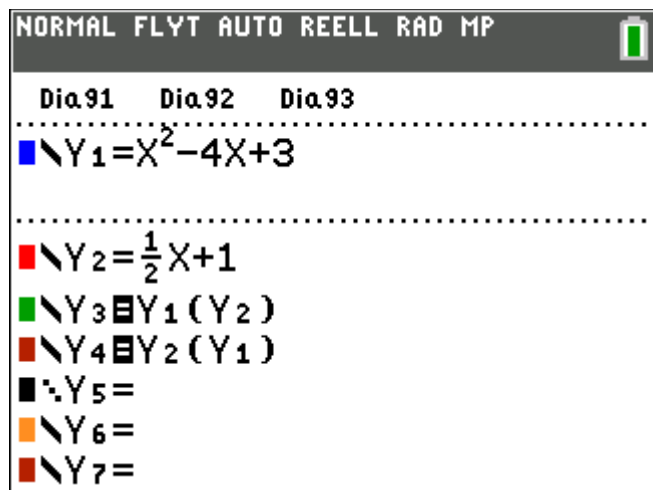 NORMAL FLYT AUTO REELL RAD MP
Dia91 Dia92 Dia93
\Y₁=X²-4X+3
\Y₂=½X+1
\Y₃=Y₁(Y₂)
\Y₄=Y₂(Y₁)
⋱Y₅=
\Y₆=
\Y₇=